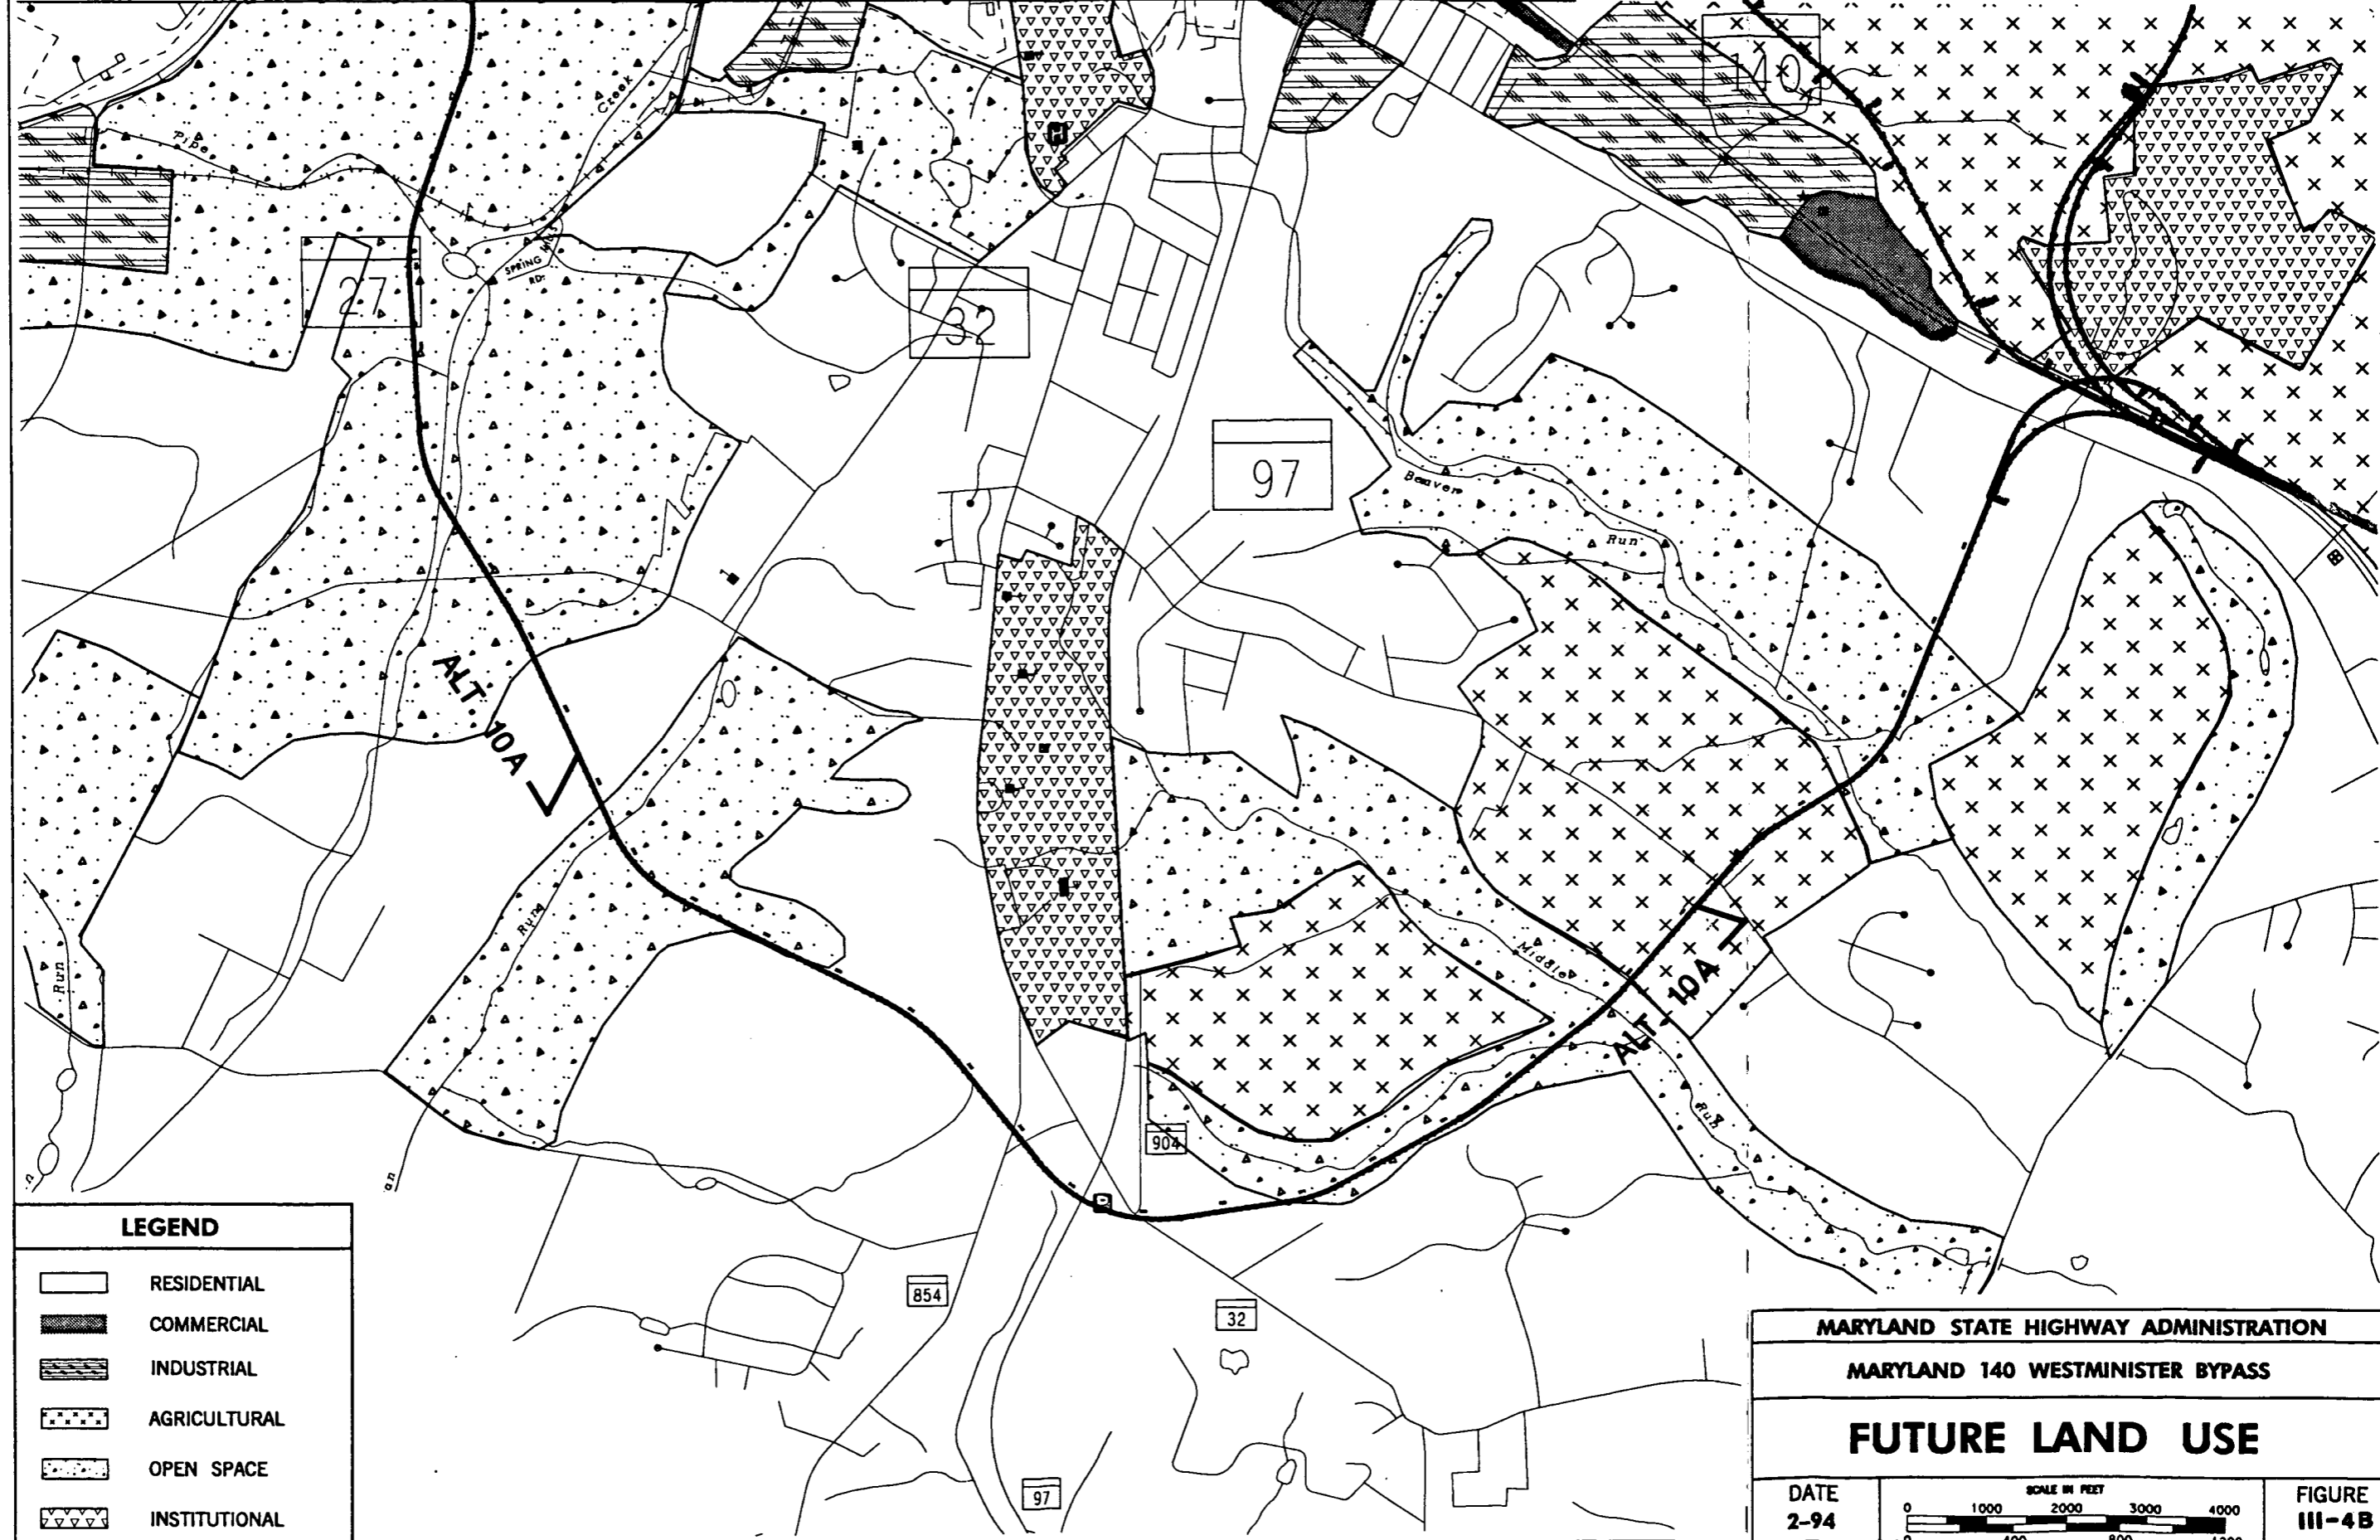 140
Creek
Pipe
H
SPRING MILLS
RD.
27
32
97
Beaver
Run
ALT. 10A
Run
Run
Middle
ALT 10A
Run
904
854
32
97
LEGEND
RESIDENTIAL
COMMERCIAL
INDUSTRIAL
AGRICULTURAL
OPEN SPACE
INSTITUTIONAL
MARYLAND STATE HIGHWAY ADMINISTRATION
MARYLAND 140 WESTMINISTER BYPASS
FUTURE LAND USE
DATE
2-94
SCALE IN FEET
0 1000 2000 3000 4000
FIGURE
III-4B